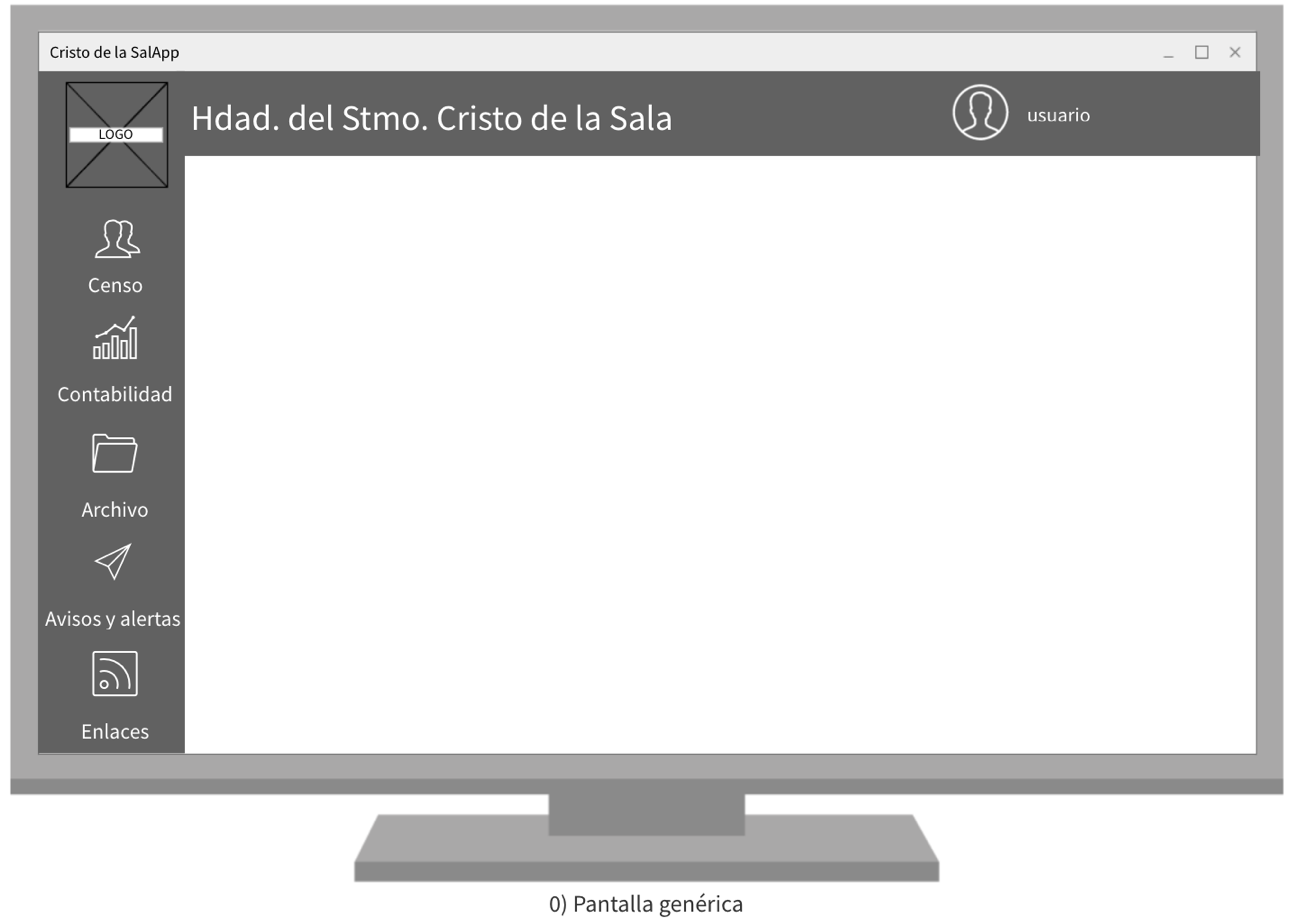 Cristo de la SalApp
LOGO
Hdad. del Stmo. Cristo de la Sala
usuario
Censo
Contabilidad
Archivo
Avisos y alertas
Enlaces
0) Pantalla genérica